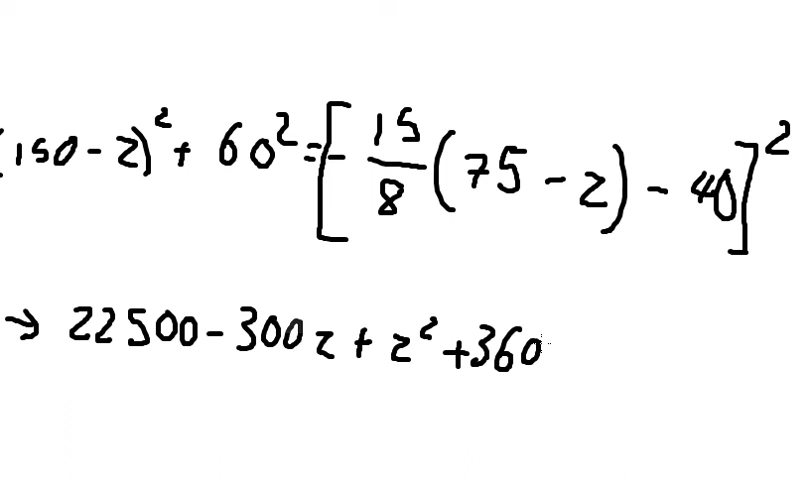 (150 - z)² + 60² = [- 15/8 (75 - z) - 40]²
→ 22500 - 300z + z² + 360